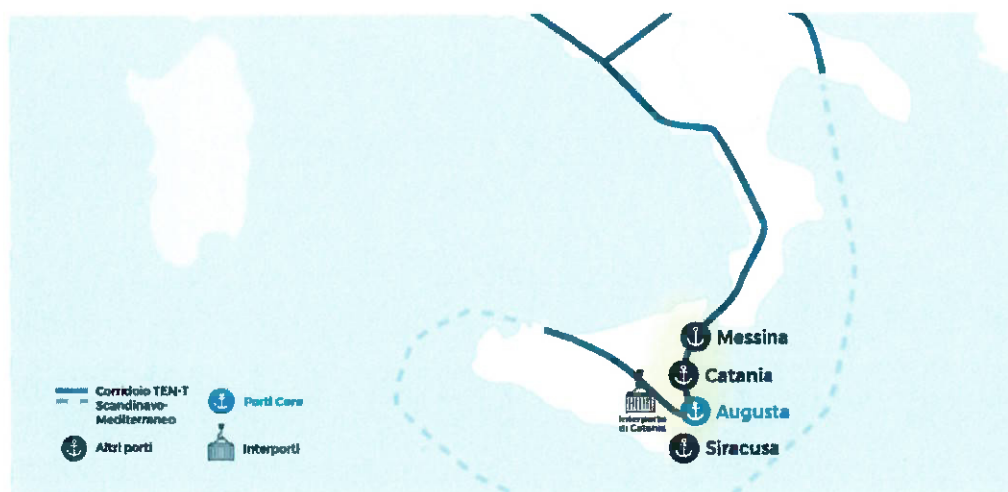 Messina
Catania
Augusta
Siracusa
Interporto
di Catania
Corridoio TEN-T
Scandinavo-
Mediterraneo
Porti Core
Altri porti
Interporti